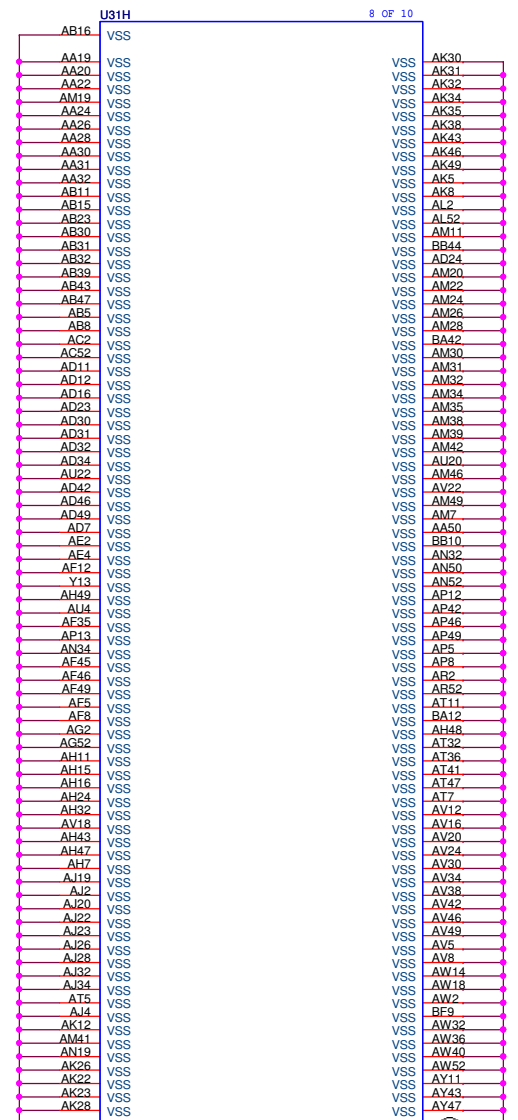 U31H 8 OF 10
AB16 VSS
AA19 VSS VSS AK30
AA20 VSS VSS AK31
AA22 VSS VSS AK32
AM19 VSS VSS AK34
AA24 VSS VSS AK35
AA26 VSS VSS AK38
AA28 VSS VSS AK43
AA30 VSS VSS AK46
AA31 VSS VSS AK49
AA32 VSS VSS AK5
AB11 VSS VSS AK8
AB15 VSS VSS AL2
AB23 VSS VSS AL52
AB30 VSS VSS AM11
AB31 VSS VSS BB44
AB32 VSS VSS AD24
AB39 VSS VSS AM20
AB43 VSS VSS AM22
AB47 VSS VSS AM24
AB5 VSS VSS AM26
AB8 VSS VSS AM28
AC2 VSS VSS BA42
AC52 VSS VSS AM30
AD11 VSS VSS AM31
AD12 VSS VSS AM32
AD16 VSS VSS AM34
AD23 VSS VSS AM35
AD30 VSS VSS AM38
AD31 VSS VSS AM39
AD32 VSS VSS AM42
AD34 VSS VSS AU20
AU22 VSS VSS AM46
AD42 VSS VSS AV22
AD46 VSS VSS AM49
AD49 VSS VSS AM7
AD7 VSS VSS AA50
AE2 VSS VSS BB10
AE4 VSS VSS AN32
AF12 VSS VSS AN50
Y13 VSS VSS AN52
AH49 VSS VSS AP12
AU4 VSS VSS AP42
AF35 VSS VSS AP46
AP13 VSS VSS AP49
AN34 VSS VSS AP5
AF45 VSS VSS AP8
AF46 VSS VSS AR2
AF49 VSS VSS AR52
AF5 VSS VSS AT11
AF8 VSS VSS BA12
AG2 VSS VSS AH48
AG52 VSS VSS AT32
AH11 VSS VSS AT36
AH15 VSS VSS AT41
AH16 VSS VSS AT47
AH24 VSS VSS AT7
AH32 VSS VSS AV12
AV18 VSS VSS AV16
AH43 VSS VSS AV20
AH47 VSS VSS AV24
AH7 VSS VSS AV30
AJ19 VSS VSS AV34
AJ2 VSS VSS AV38
AJ20 VSS VSS AV42
AJ22 VSS VSS AV46
AJ23 VSS VSS AV49
AJ26 VSS VSS AV5
AJ28 VSS VSS AV8
AJ32 VSS VSS AW14
AJ34 VSS VSS AW18
AT5 VSS VSS AW2
AJ4 VSS VSS BF9
AK12 VSS VSS AW32
AM41 VSS VSS AW36
AN19 VSS VSS AW40
AK26 VSS VSS AW52
AK22 VSS VSS AY11
AK23 VSS VSS AY43
AK28 VSS VSS AY47